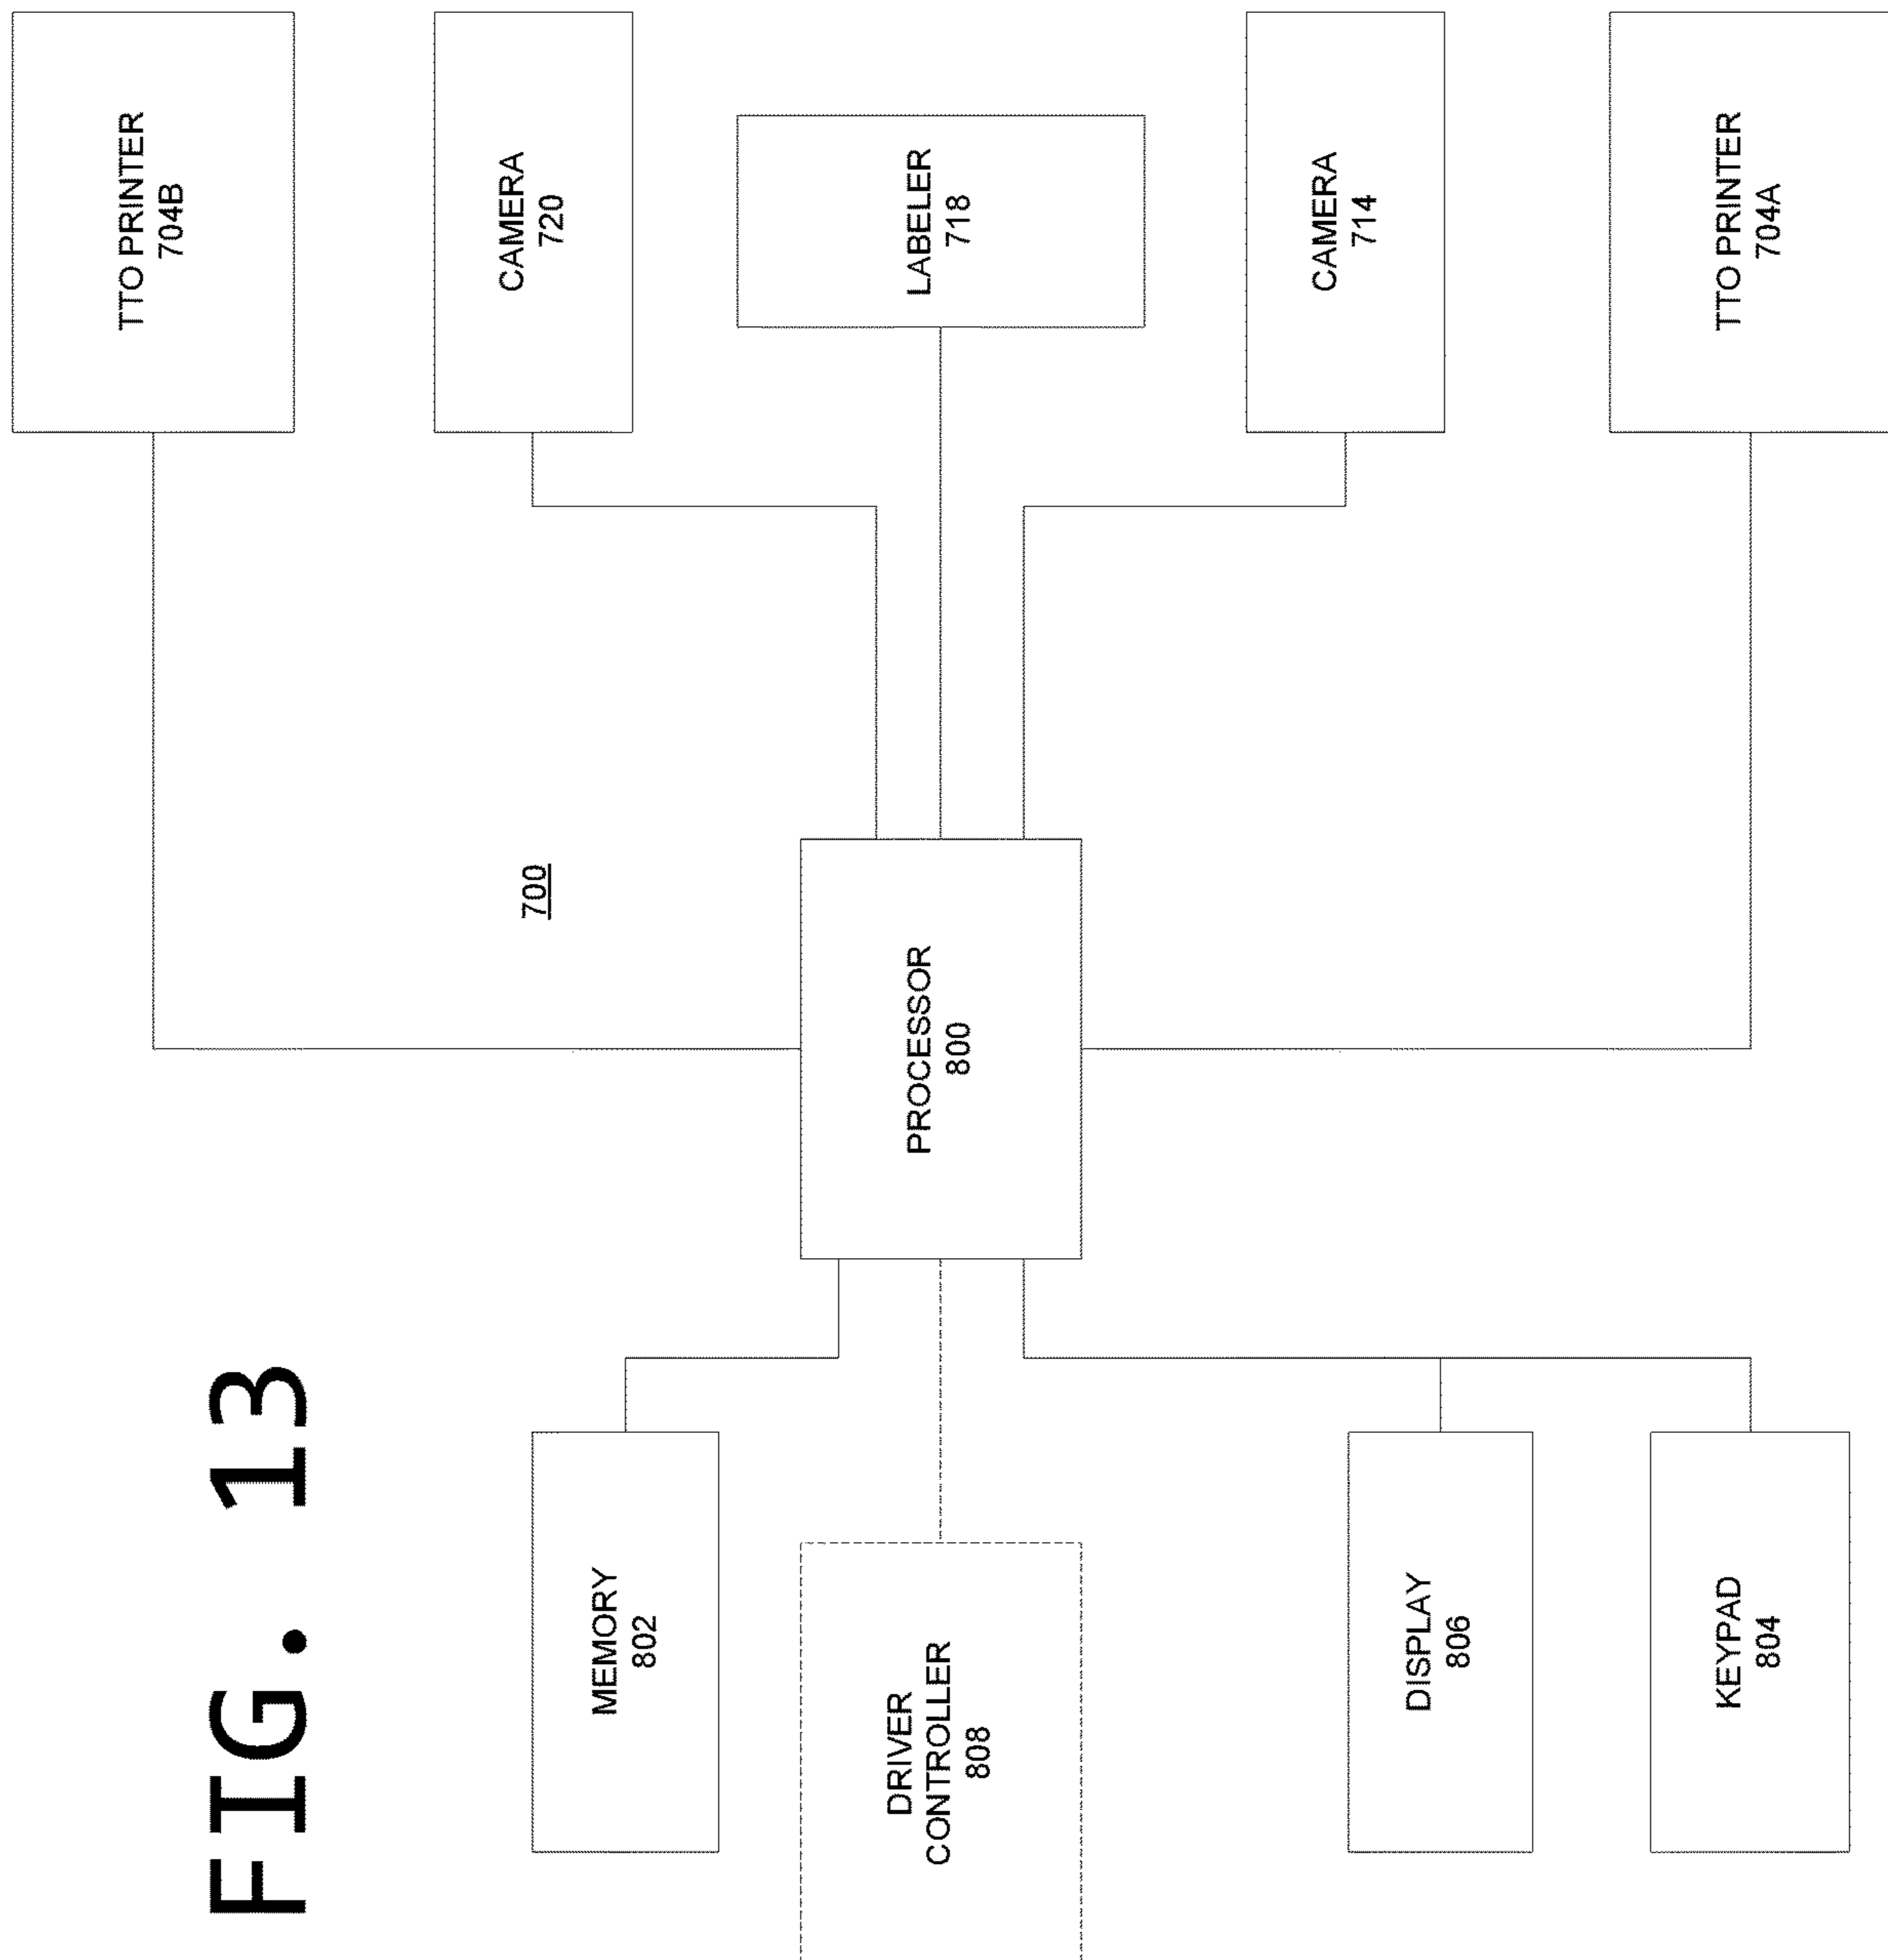 FIG. 13
700
MEMORY
802
DRIVER
CONTROLLER
808
DISPLAY
806
KEYPAD
804
PROCESSOR
800
TTO PRINTER
704B
CAMERA
720
LABELER
718
CAMERA
714
TTO PRINTER
704A